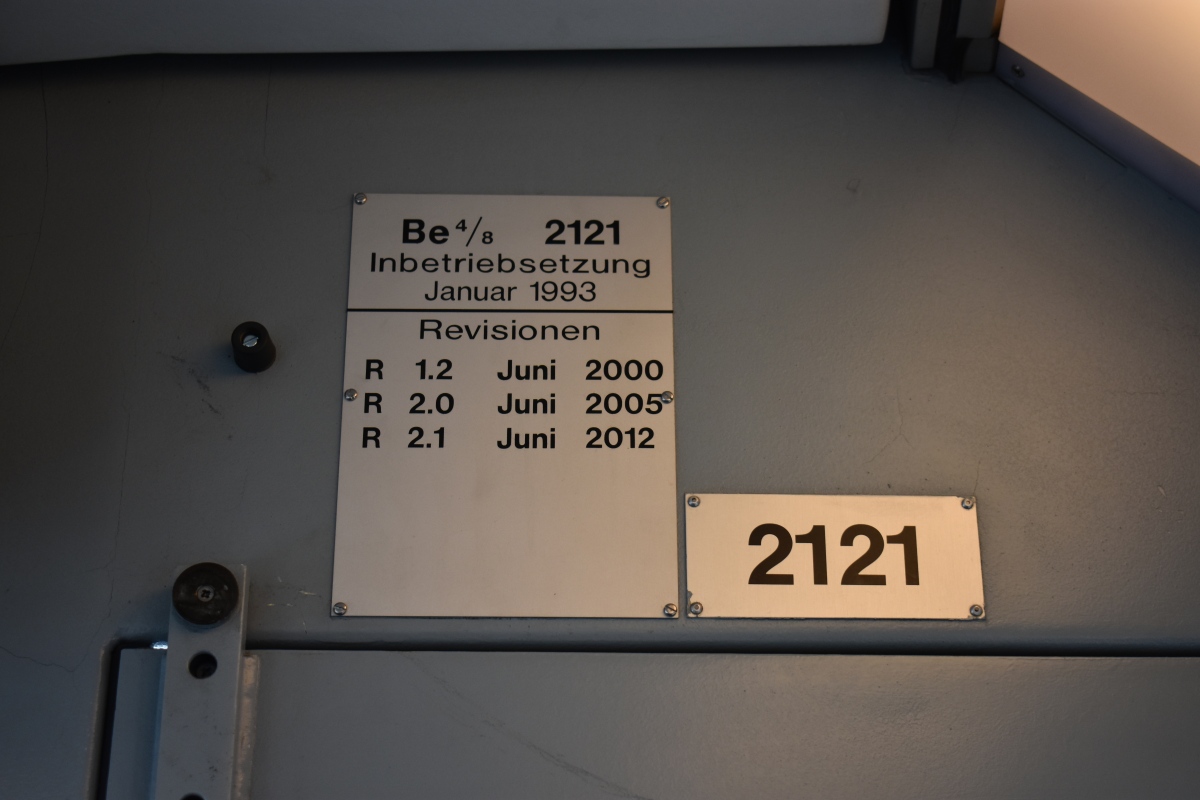 Be 4/8 2121
Inbetriebsetzung
Januar 1993
Revisionen
R 1.2 Juni 2000
R 2.0 Juni 2005
R 2.1 Juni 2012
2121